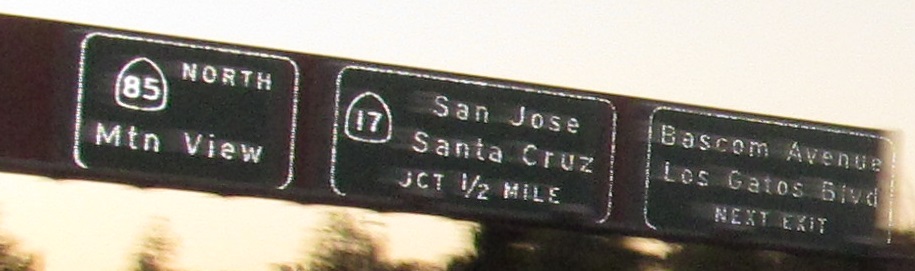 85 NORTH
Mtn View
17 San Jose
Santa Cruz
JCT 1/2 MILE
Bascom Avenue
Los Gatos Blvd
NEXT EXIT